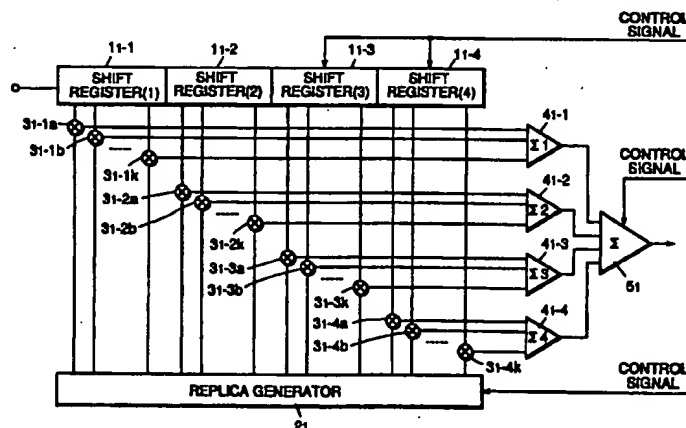 CONTROL
SIGNAL
11-1
11-2
11-3
11-4
SHIFT
REGISTER(1)
SHIFT
REGISTER(2)
SHIFT
REGISTER(3)
SHIFT
REGISTER(4)
31-1a
31-1b
31-1k
41-1
Σ1
CONTROL
SIGNAL
31-2a
31-2b
31-2k
41-2
Σ2
Σ
51
31-3a
31-3b
31-3k
41-3
Σ3
31-4a
31-4b
31-4k
41-4
Σ4
CONTROL
SIGNAL
REPLICA GENERATOR
21